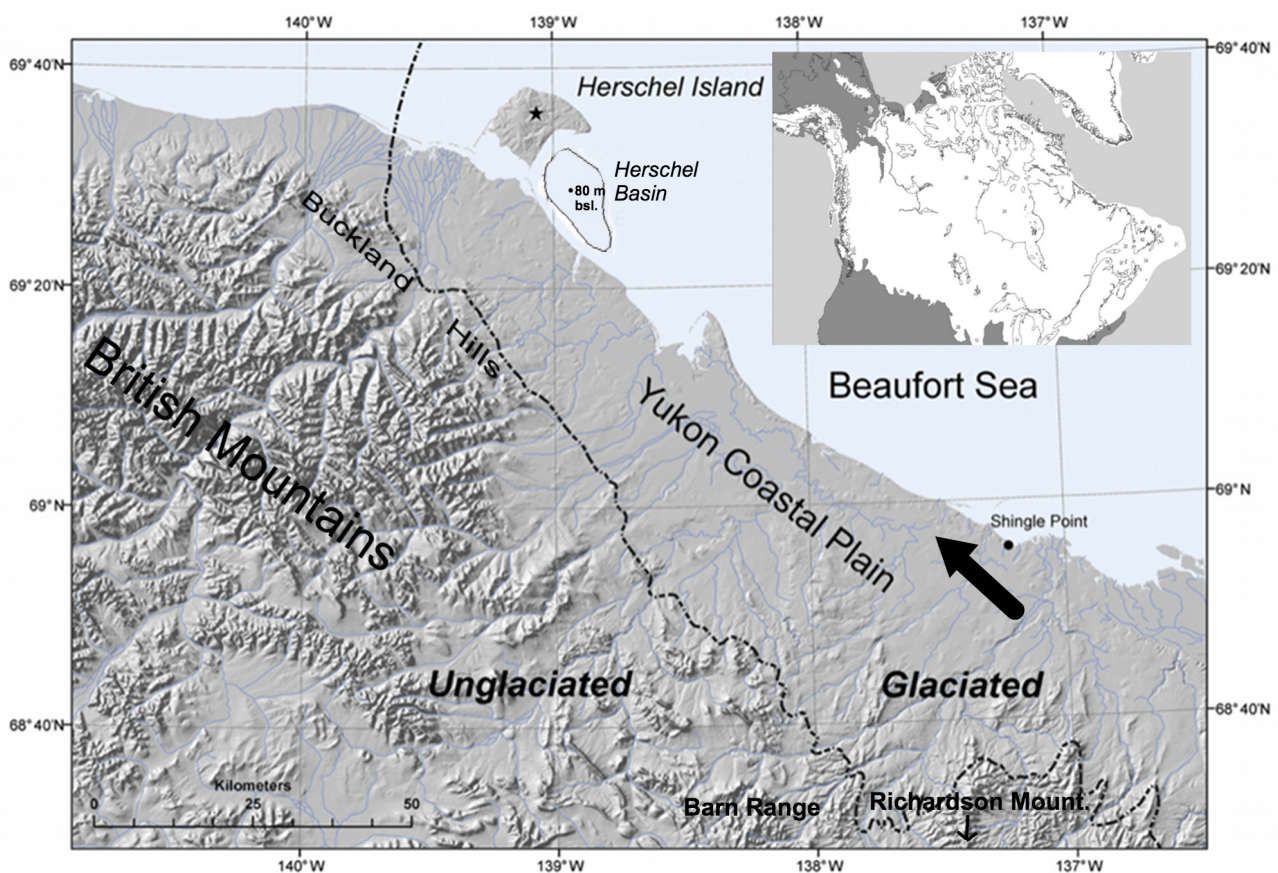 140°W
139°W
138°W
137°W
69°40'N
69°40'N
Herschel Island
Herschel
Basin
80 m
bsl.
Buckland
Hills
69°20'N
69°20'N
British Mountains
Beaufort Sea
Yukon Coastal Plain
69°N
69°N
Shingle Point
Unglaciated
Glaciated
68°40'N
68°40'N
Kilometers
0
25
50
Barn Range
Richardson Mount.
140°W
139°W
138°W
137°W